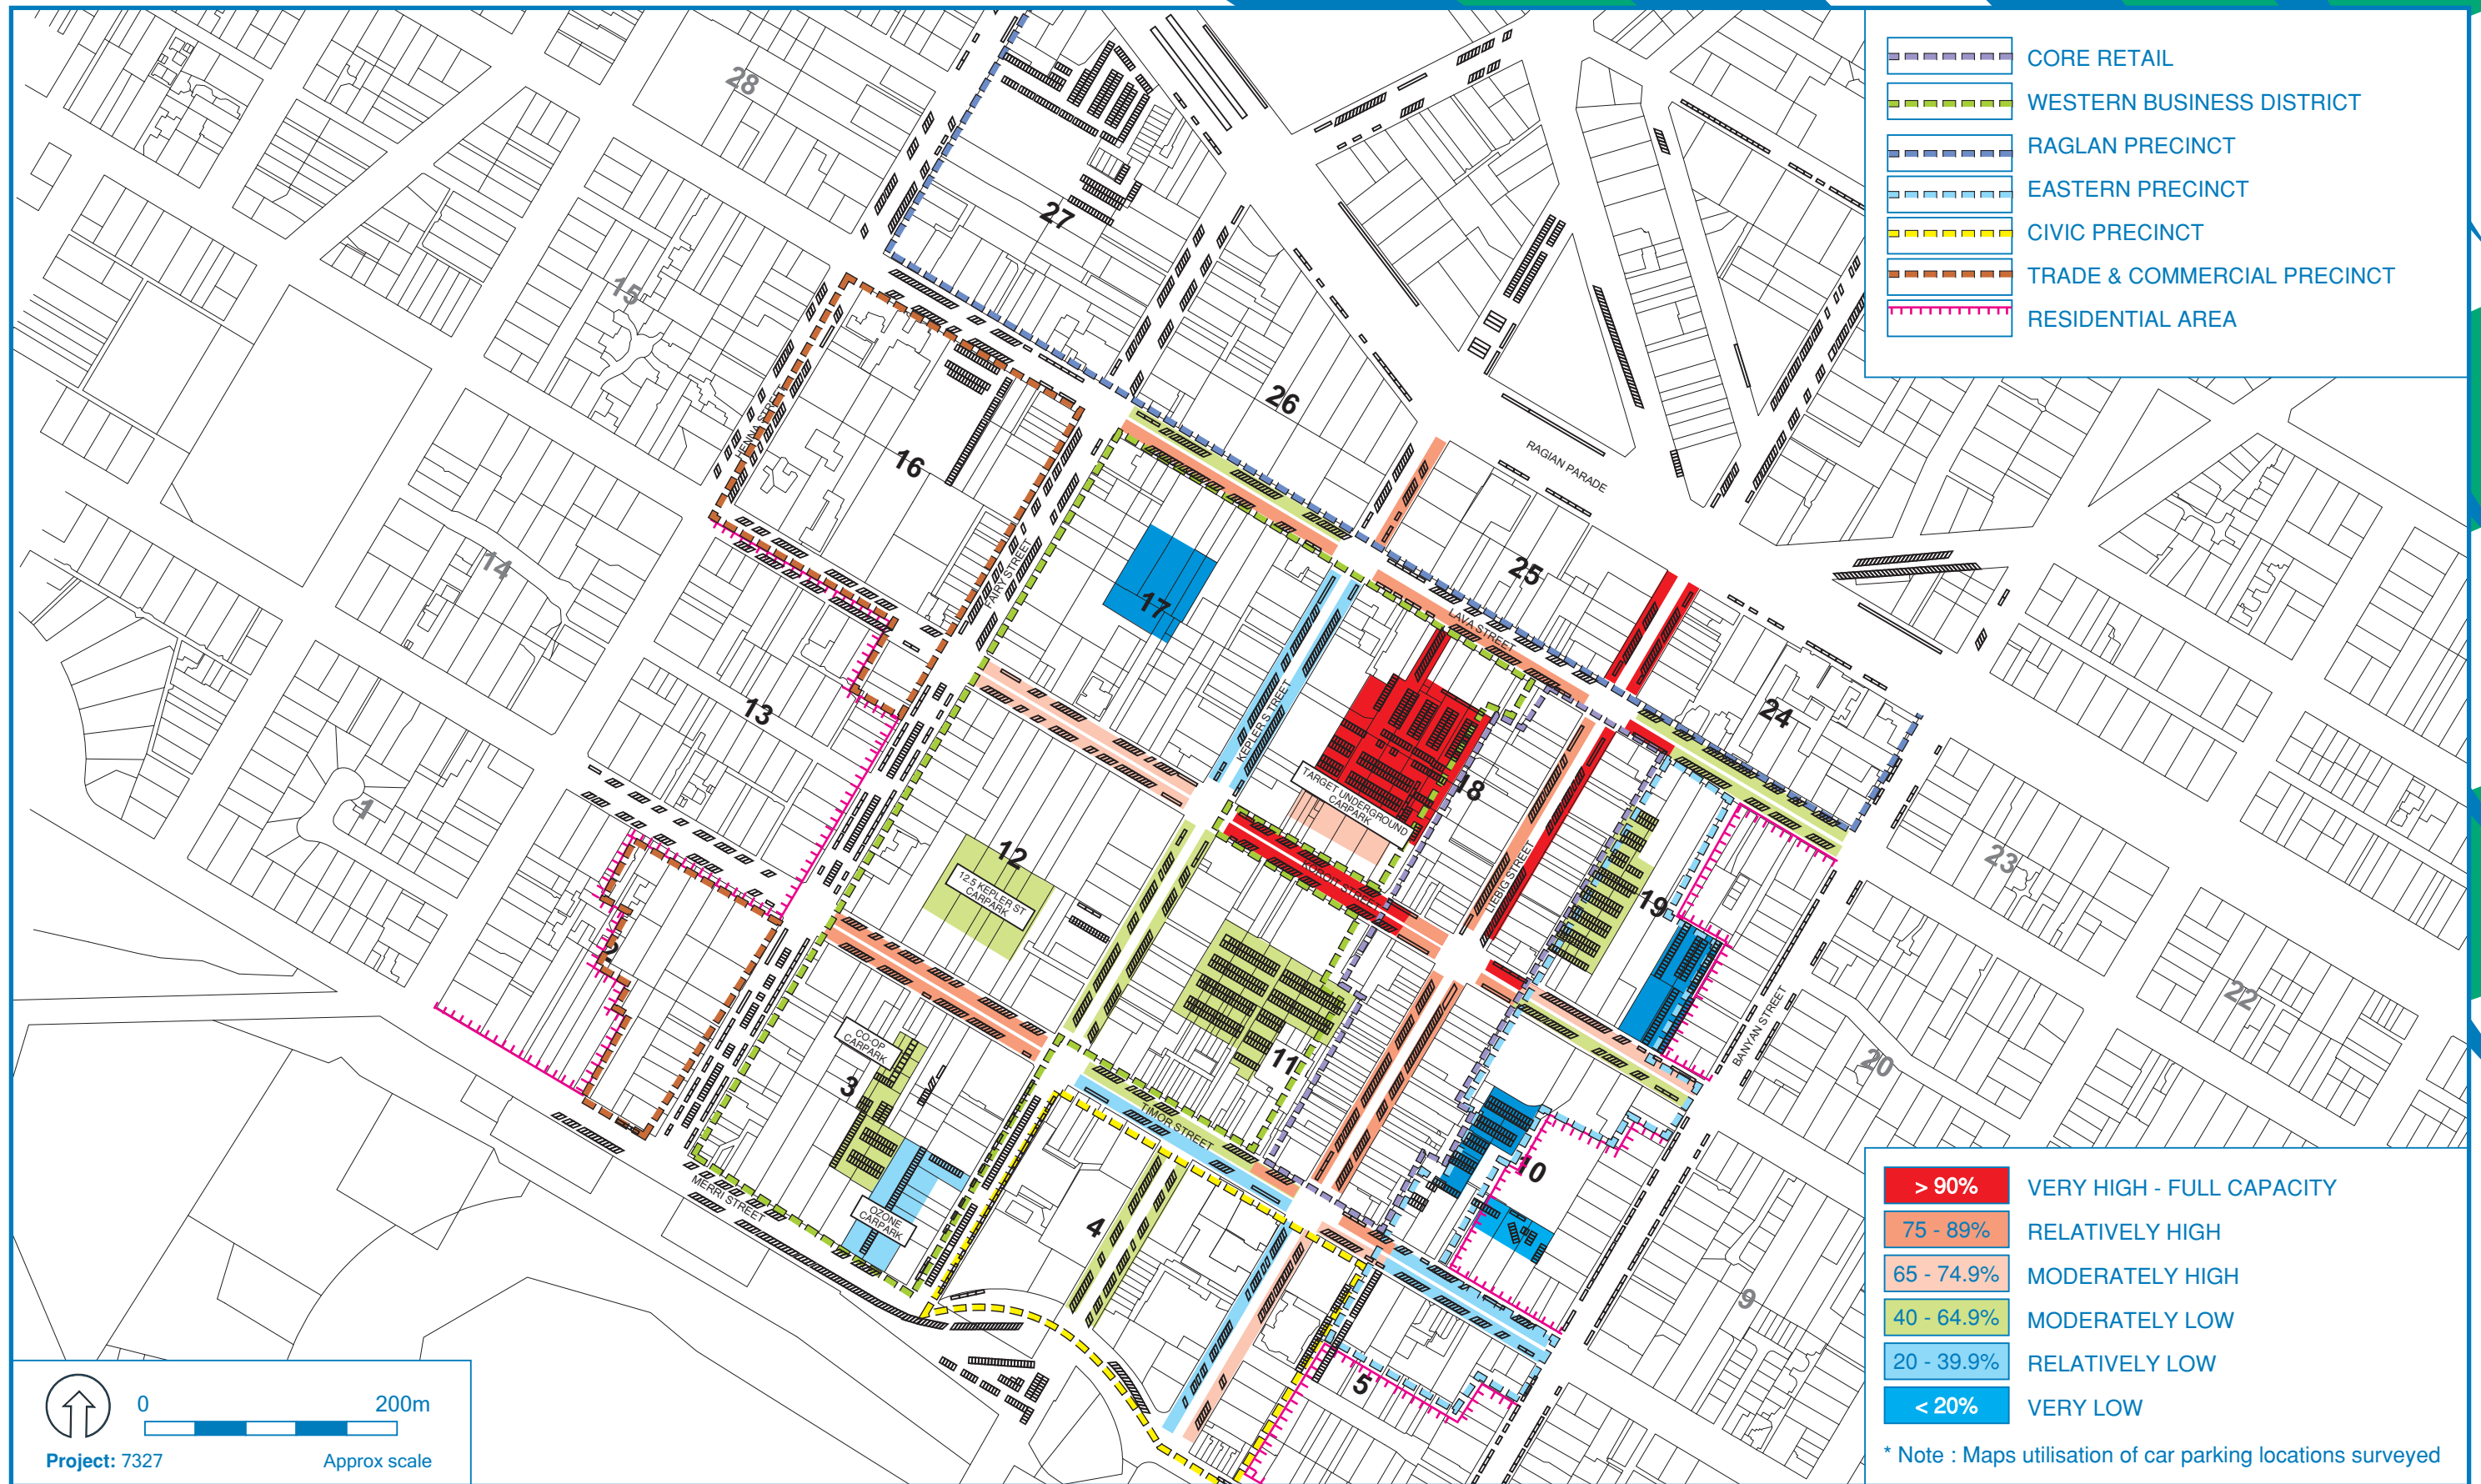 CORE RETAIL
WESTERN BUSINESS DISTRICT
RAGLAN PRECINCT
EASTERN PRECINCT
CIVIC PRECINCT
TRADE & COMMERCIAL PRECINCT
RESIDENTIAL AREA
28
27
15
26
RAGIAN PARADE
16
14
25
FAIRY STREET
17
LAVA STREET
24
13
KEPLER S TREET
TARGET UNDERGROUND
CARPARK
18
1
12
12.5 KEPLER ST
CARPARK
KOROIT STREET
LIEBIG STREET
23
19
2
22
BANYAN STREET
CO-OP
CARPARK
3
11
20
TIMOR STREET
10
MERRI STREET
OZONE
CARPARK
4
9
5
> 90% VERY HIGH - FULL CAPACITY
75 - 89% RELATIVELY HIGH
65 - 74.9% MODERATELY HIGH
40 - 64.9% MODERATELY LOW
20 - 39.9% RELATIVELY LOW
< 20% VERY LOW
* Note : Maps utilisation of car parking locations surveyed
0 200m
Project: 7327 Approx scale